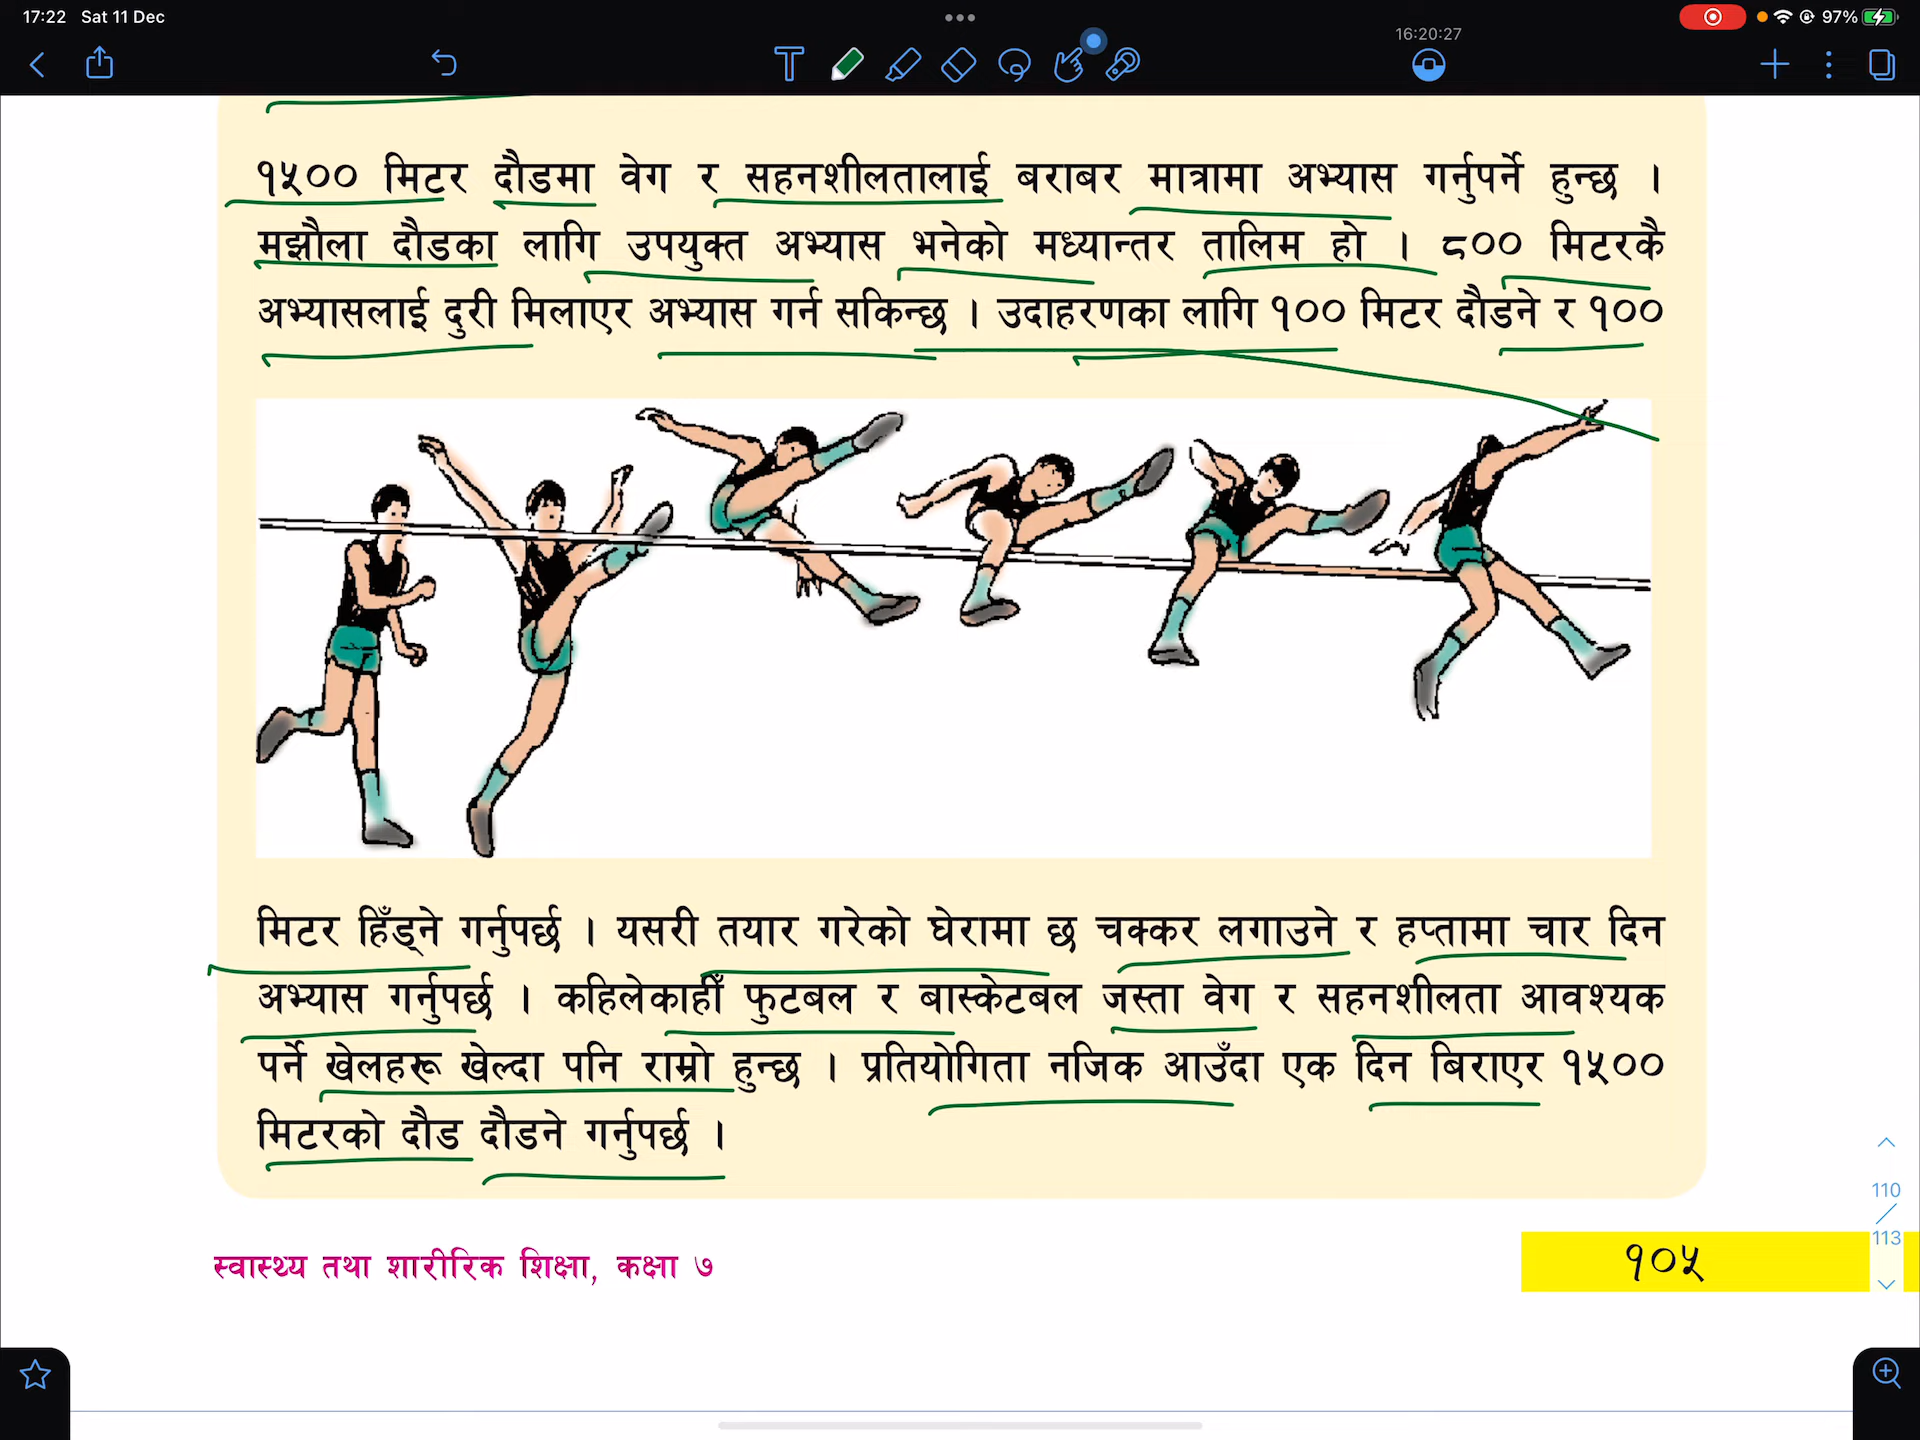 17:22 Sat 11 Dec
97%
16:20:27
१५०० मिटर दौडमा वेग र सहनशीलतालाई बराबर मात्रामा अभ्यास गर्नुपर्ने हुन्छ ।
मझौला दौडका लागि उपयुक्त अभ्यास भनेको मध्यान्तर तालिम हो । ८०० मिटरकै
अभ्यासलाई दुरी मिलाएर अभ्यास गर्न सकिन्छ । उदाहरणका लागि १०० मिटर दौडने र १००
मिटर हिँड्ने गर्नुपर्छ । यसरी तयार गरेको घेरामा छ चक्कर लगाउने र हप्तामा चार दिन
अभ्यास गर्नुपर्छ । कहिलेकाहीँ फुटबल र बास्केटबल जस्ता वेग र सहनशीलता आवश्यक
पर्ने खेलहरू खेल्दा पनि राम्रो हुन्छ । प्रतियोगिता नजिक आउँदा एक दिन बिराएर १५००
मिटरको दौड दौडने गर्नुपर्छ ।
110
/
113
स्वास्थ्य तथा शारीरिक शिक्षा, कक्षा ७
१०५